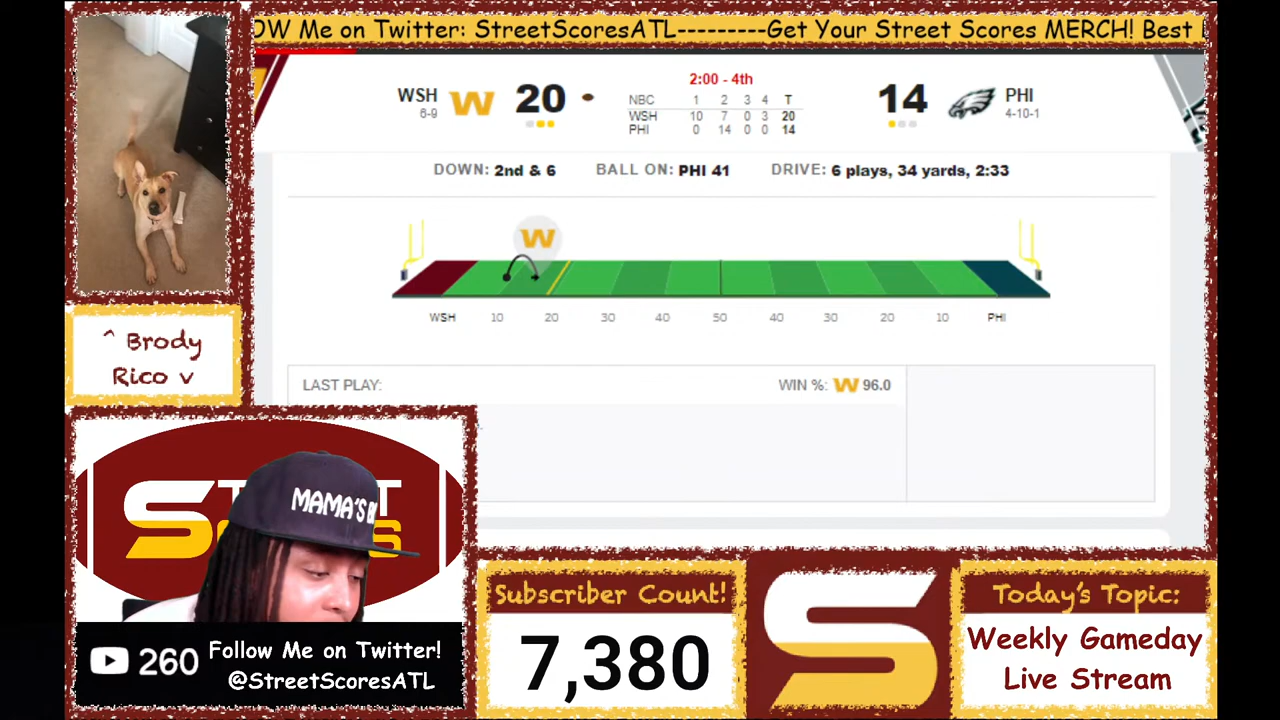 OW Me on Twitter: StreetScoresATL---------Get Your Street Scores MERCH! Best
WSH
6-9
W
20
2:00 - 4th
NBC 1 2 3 4 T
WSH 10 7 0 3 20
PHI 0 14 0 0 14
14
PHI
4-10-1
DOWN: 2nd & 6
BALL ON: PHI 41
DRIVE: 6 plays, 34 yards, 2:33
W
WSH 10 20 30 40 50 40 30 20 10 PHI
LAST PLAY:
WIN %: W 96.0
^ Brody
Rico v
MAMA'S B
260
Follow Me on Twitter!
@StreetScoresATL
Subscriber Count!
7,380
S
Today's Topic:
Weekly Gameday
Live Stream